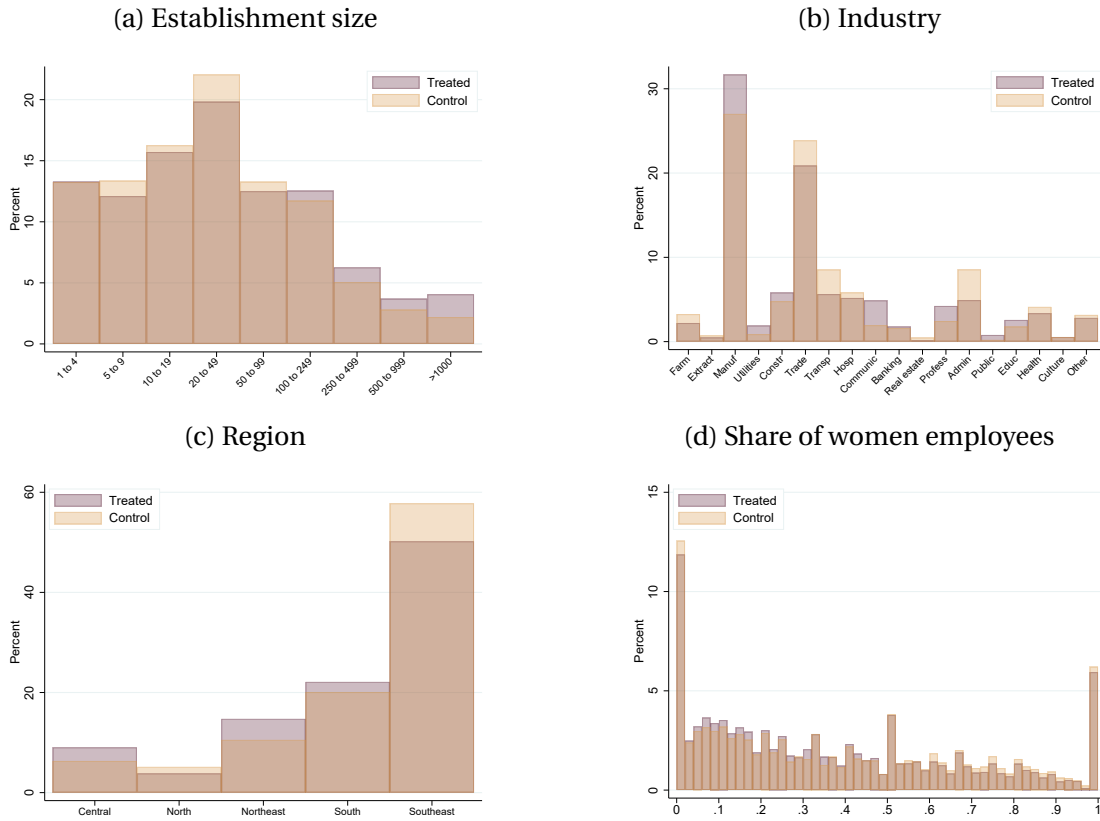 (a) Establishment size
Percent
20
15
10
5
0
Treated
Control
1 to 4
5 to 9
10 to 19
20 to 49
50 to 99
100 to 249
250 to 499
500 to 999
>1000
(b) Industry
Percent
30
20
10
0
Treated
Control
Farm
Extract
Manuf
Utilities
Constr
Trade
Transp
Hosp
Communic
Banking
Real estate
Profess
Admin
Public
Educ
Health
Culture
Other
(c) Region
Percent
60
40
20
0
Treated
Control
Central
North
Northeast
South
Southeast
(d) Share of women employees
Percent
15
10
5
0
Treated
Control
0 .1 .2 .3 .4 .5 .6 .7 .8 .9 1